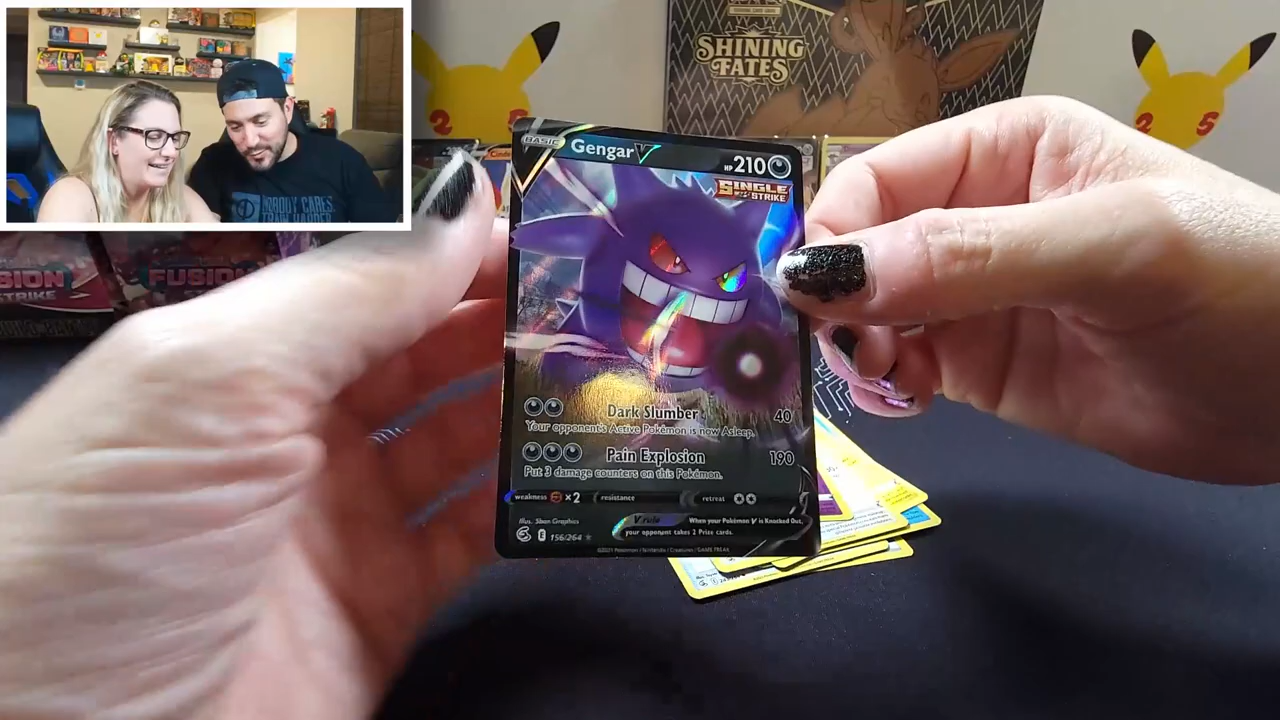 SHINING
FATES
2 5
BASIC Gengar V HP 210
SINGLE
STRIKE
FUSION
STRIKE
FUSION
Dark Slumber 40
Your opponent's Active Pokémon is now Asleep.
Pain Explosion 190
Put 3 damage counters on this Pokémon.
weakness ×2 resistance retreat
V rule When your Pokémon V is Knocked Out,
your opponent takes 2 Prize cards.
Illus. 5ban Graphics
E 156/264
©2021 Pokémon / Nintendo / Creatures / GAME FREAK